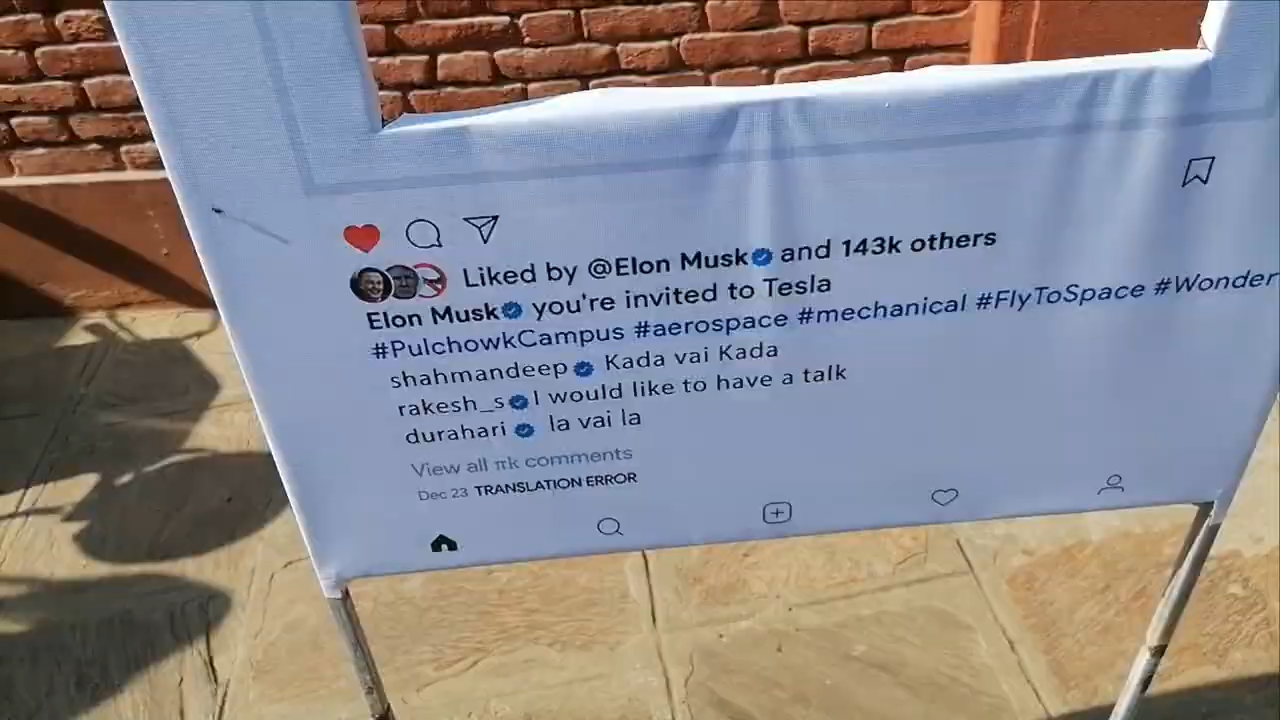 Liked by @Elon Musk and 143k others
Elon Musk you're invited to Tesla
#PulchowkCampus #aerospace #mechanical #FlyToSpace #Wonder
shahmandeep Kada vai Kada
rakesh_s I would like to have a talk
durahari la vai la
View all πk comments
Dec 23 TRANSLATION ERROR